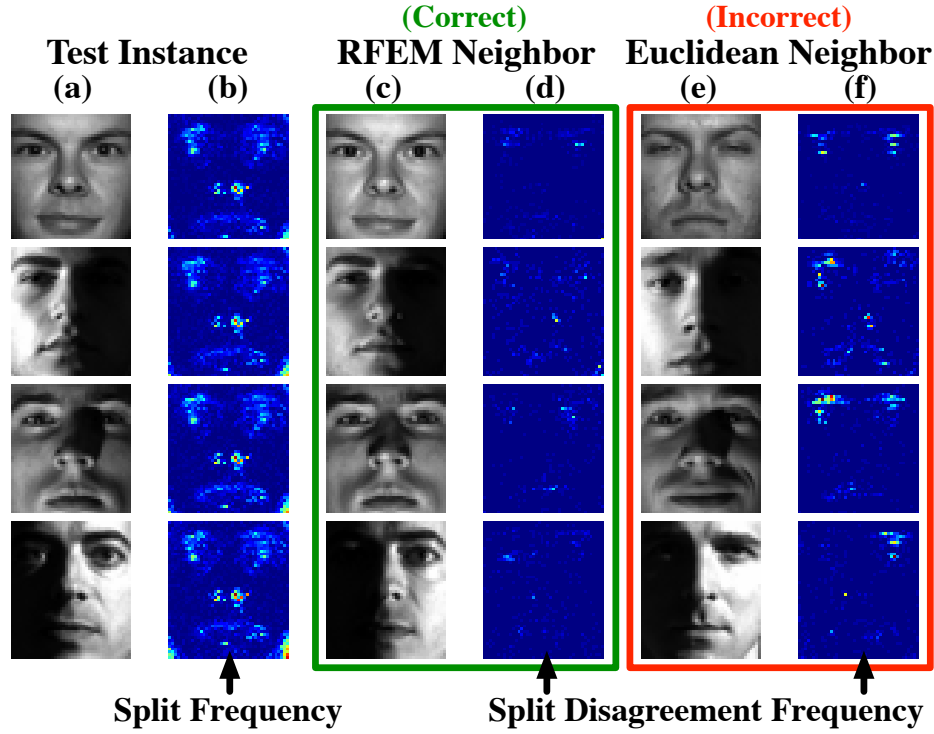 (Correct) (Incorrect)
Test Instance RFEM Neighbor Euclidean Neighbor
(a) (b) (c) (d) (e) (f)
Split Frequency Split Disagreement Frequency